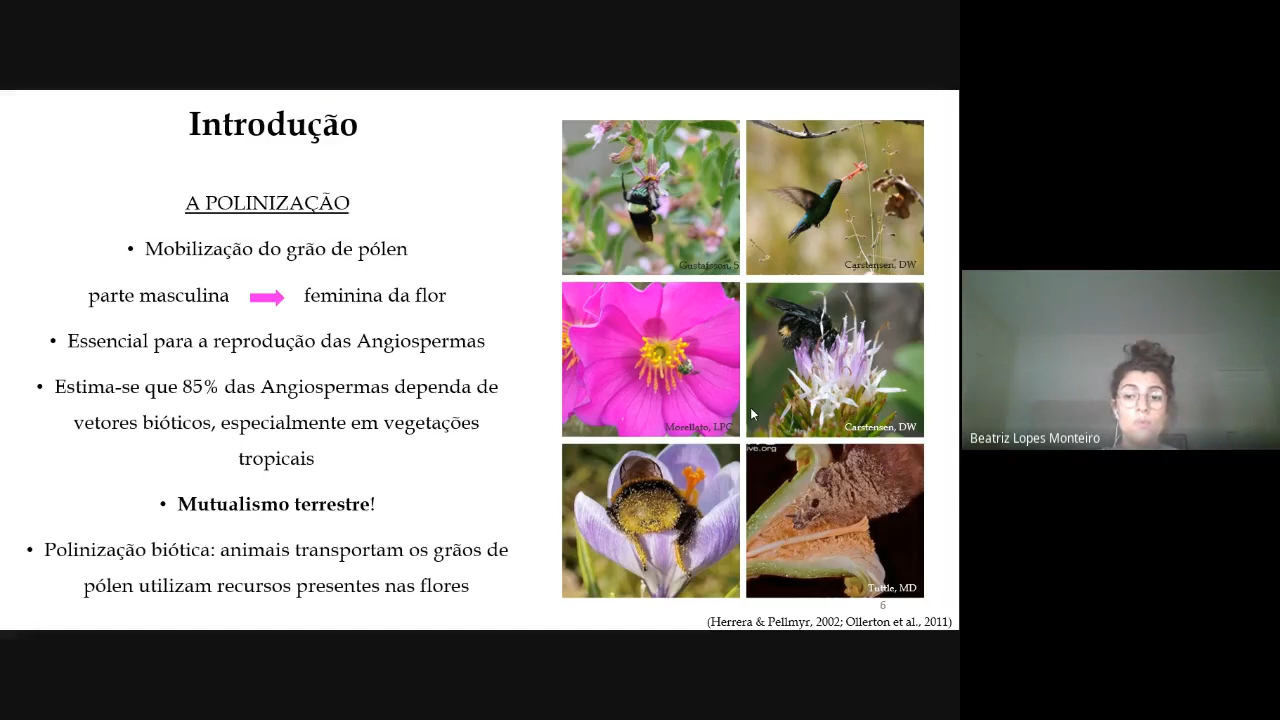 Introdução
A POLINIZAÇÃO
• Mobilização do grão de pólen
parte masculina feminina da flor
• Essencial para a reprodução das Angiospermas
• Estima-se que 85% das Angiospermas dependa de
vetores bióticos, especialmente em vegetações
tropicais
• Mutualismo terrestre!
• Polinização biótica: animais transportam os grãos de
pólen utilizam recursos presentes nas flores
Gustafsson, S
Carstensen, DW
Morellato, LPC
Carstensen, DW
ive.org
Tuttle, MD
6
(Herrera & Pellmyr, 2002; Ollerton et al., 2011)
Beatriz Lopes Monteiro